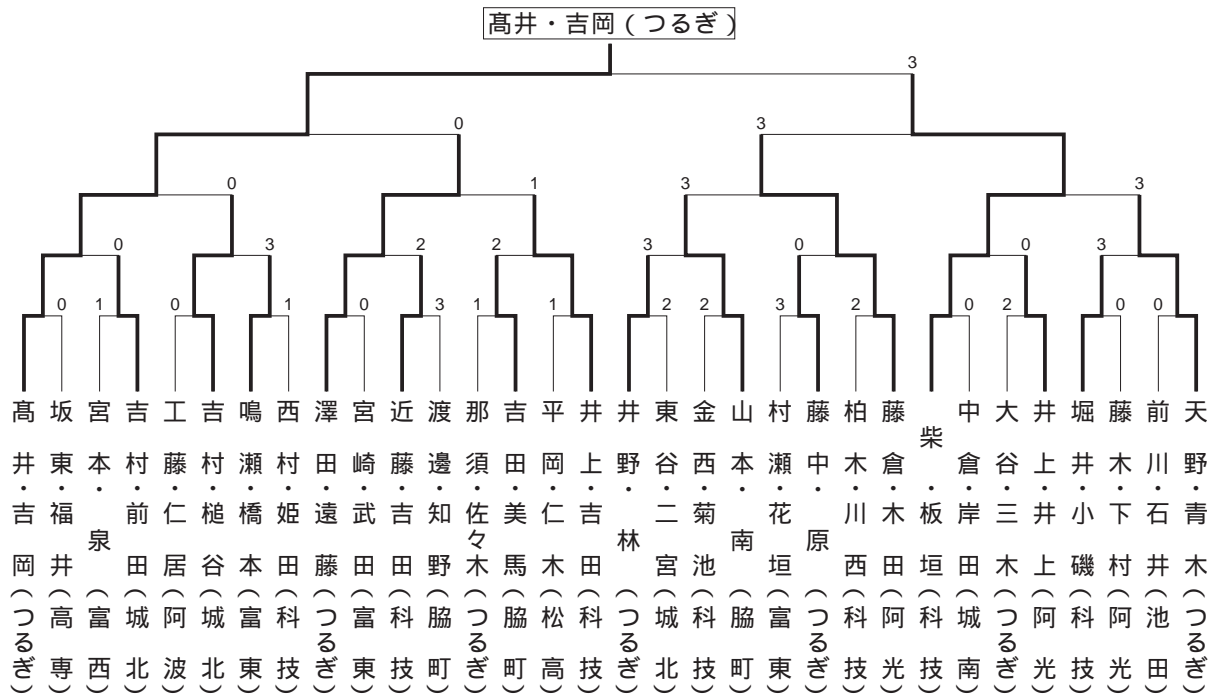 髙井・吉岡(つるぎ)
3
0 3
0 1 3 3
0 3 2 2 3 0 0 3
0 1 0 1 0 3 1 1 2 2 3 2 0 2 0 0
髙井・吉岡(つるぎ)
坂東・福井(高専)
宮本・泉(富西)
吉村・前田(城北)
工藤・仁居(阿波)
吉村・槌谷(城北)
鳴瀬・橋本(富東)
西村・姫田(科技)
澤田・遠藤(つるぎ)
宮崎・武田(富東)
近藤・吉田(科技)
渡邊・知野(脇町)
那須・佐々木(つるぎ)
吉田・美馬(脇町)
平岡・仁木(松高)
井上・吉田(科技)
井野・林(つるぎ)
東谷・二宮(城北)
金西・菊池(科技)
山本・南(脇町)
村瀬・花垣(富東)
藤中・原(つるぎ)
柏木・川西(科技)
藤倉・木田(阿光)
柴・板垣(科技)
中倉・岸田(城南)
大谷・三木(つるぎ)
井上・井上(阿光)
堀井・小磯(科技)
藤木・下村(阿光)
前川・石井(池田)
天野・青木(つるぎ)